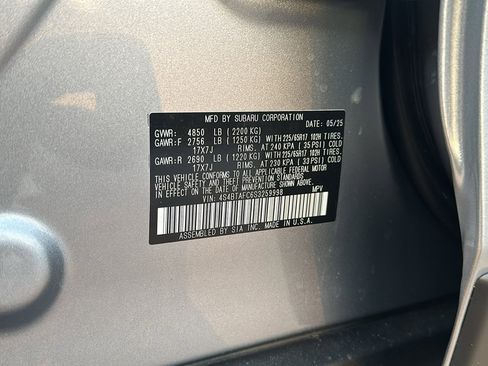 MFD BY SUBARU CORPORATION
DATE: 05/25
GVWR: 4850 LB (2200 KG)
GAWR:F 2756 LB (1250 KG) WITH 225/65R17 102H TIRES.
17X7J RIMS, AT 240 KPA (35 PSI) COLD
GAWR:R 2690 LB (1220 KG) WITH 225/65R17 102H TIRES.
17X7J RIMS, AT 230 KPA (33 PSI) COLD
THIS VEHICLE CONFORMS TO ALL APPLICABLE FEDERAL MOTOR
VEHICLE SAFETY AND THEFT PREVENTION STANDARDS
IN EFFECT ON THE DATE OF MANUFACTURE SHOWN ABOVE.
VIN: 4S4BTAFC6S3259998 MPV
ASSEMBLED BY SIA INC. MADE IN U.S.A.